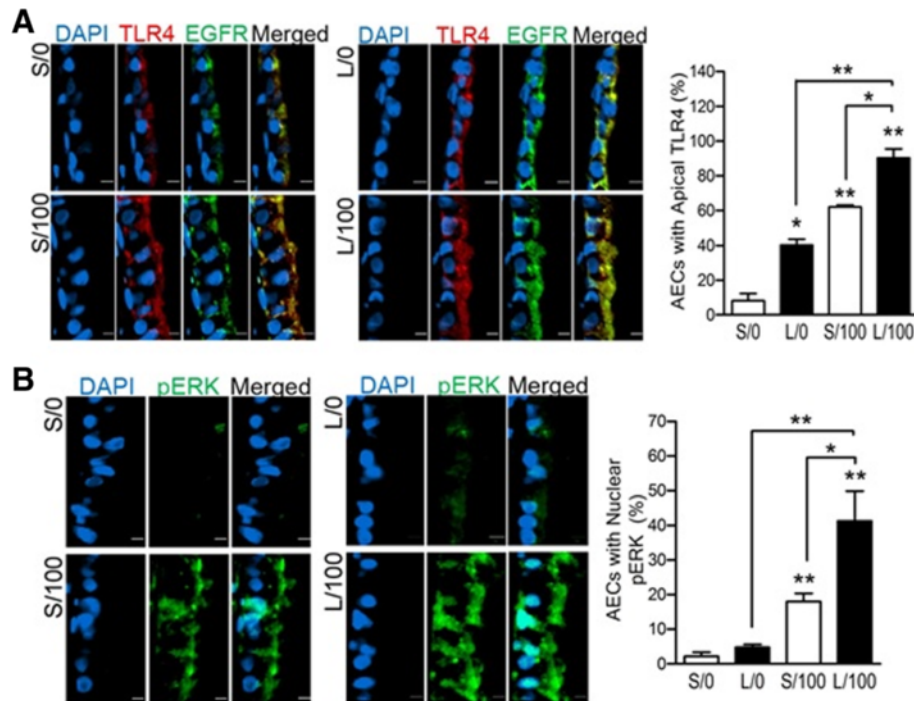 A
DAPI TLR4 EGFR Merged
S/0
S/100
DAPI TLR4 EGFR Merged
L/0
L/100
AECs with Apical TLR4 (%)
140
120
100
80
60
40
20
0
**
*
**
**
*
S/0 L/0 S/100 L/100
B
DAPI pERK Merged
S/0
S/100
DAPI pERK Merged
L/0
L/100
AECs with Nuclear
pERK (%)
70
60
50
40
30
20
10
0
**
*
**
**
S/0 L/0 S/100 L/100